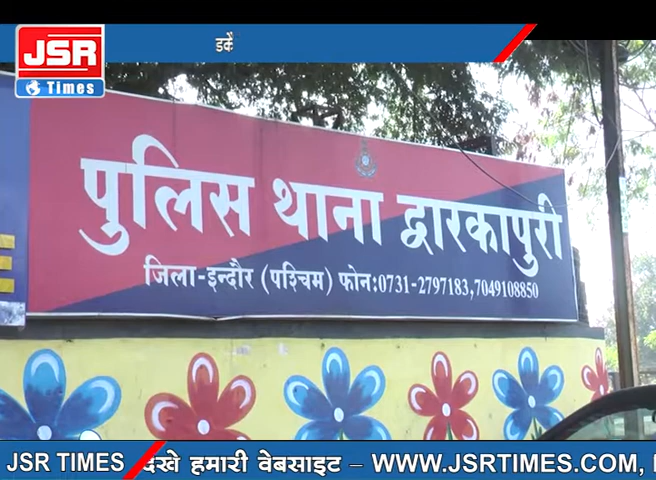 JSR
Times
डकै
पुलिस थाना द्वारकापुरी
जिला-इन्दौर (पश्चिम) फोन:0731-2797183,7049108850
JSR TIMES देखे हमारी वेबसाइट – WWW.JSRTIMES.COM,